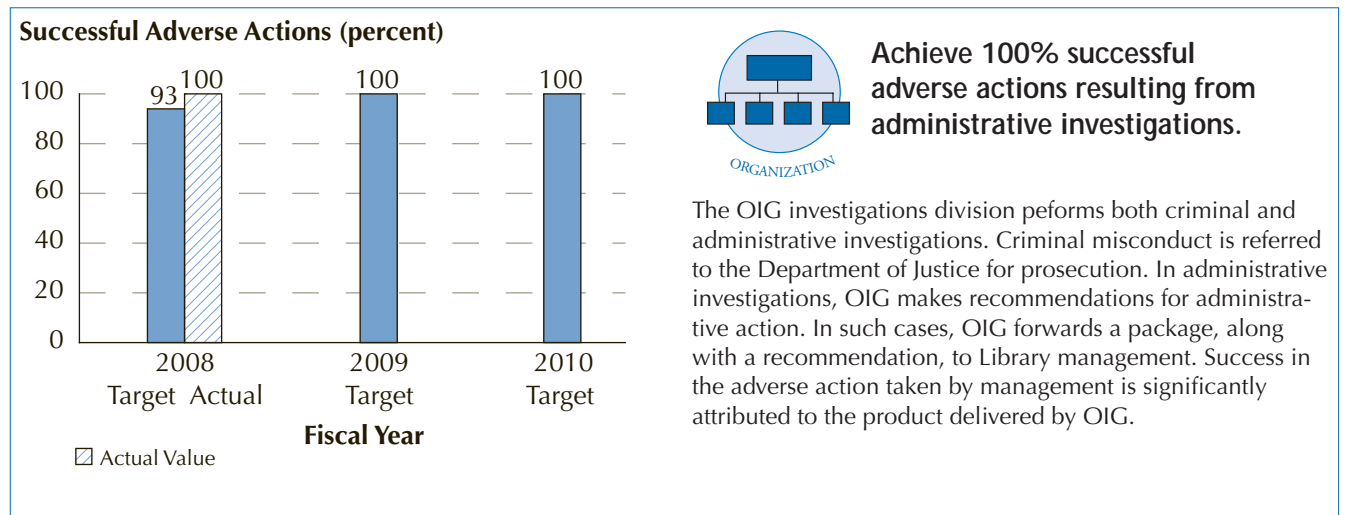 Successful Adverse Actions (percent)
100
80
60
40
20
0
93
100
100
100
2008
2009
2010
Target Actual
Target
Target
Fiscal Year
Actual Value
ORGANIZATION
Achieve 100% successful
adverse actions resulting from
administrative investigations.
The OIG investigations division peforms both criminal and
administrative investigations. Criminal misconduct is referred
to the Department of Justice for prosecution. In administrative
investigations, OIG makes recommendations for administra-
tive action. In such cases, OIG forwards a package, along
with a recommendation, to Library management. Success in
the adverse action taken by management is significantly
attributed to the product delivered by OIG.